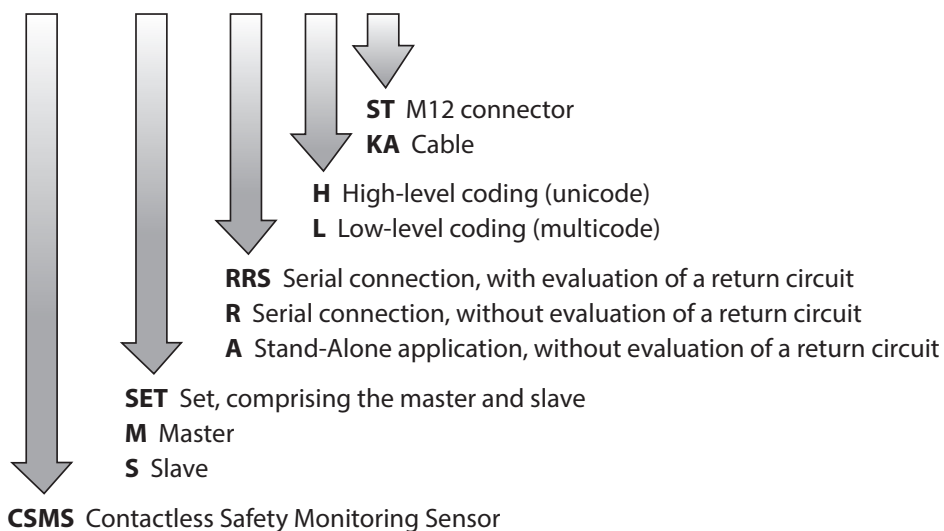 ST M12 connector
KA Cable
H High-level coding (unicode)
L Low-level coding (multicode)
RRS Serial connection, with evaluation of a return circuit
R Serial connection, without evaluation of a return circuit
A Stand-Alone application, without evaluation of a return circuit
SET Set, comprising the master and slave
M Master
S Slave
CSMS Contactless Safety Monitoring Sensor